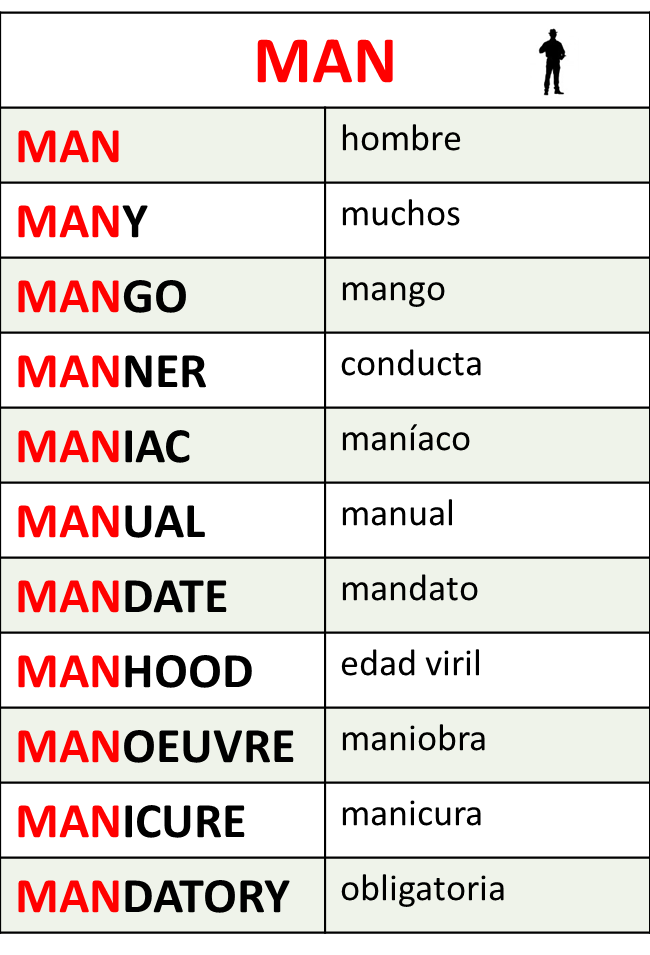 MAN
MAN hombre
MANY muchos
MANGO mango
MANNER conducta
MANIAC maníaco
MANUAL manual
MANDATE mandato
MANHOOD edad viril
MANOEUVRE maniobra
MANICURE manicura
MANDATORY obligatoria